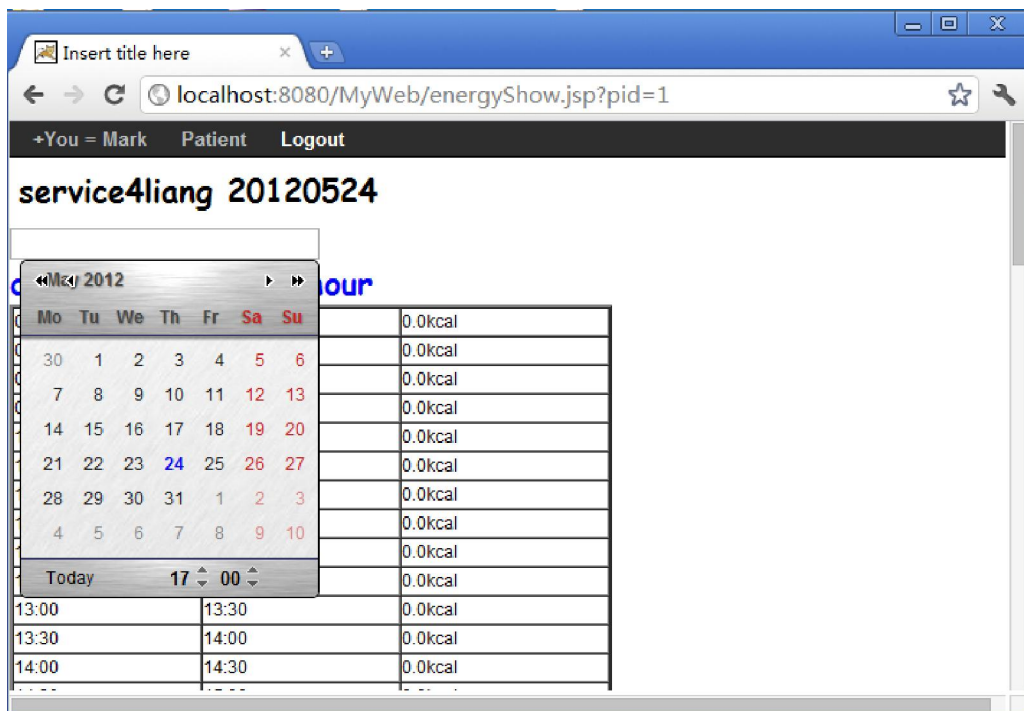 Insert title here
localhost:8080/MyWeb/energyShow.jsp?pid=1
+You = Mark Patient Logout
service4liang 20120524
May 2012
our
Mo Tu We Th Fr Sa Su
0.0kcal
30 1 2 3 4 5 6
0.0kcal
7 8 9 10 11 12 13
0.0kcal
0.0kcal
14 15 16 17 18 19 20
0.0kcal
21 22 23 24 25 26 27
0.0kcal
28 29 30 31 1 2 3
0.0kcal
4 5 6 7 8 9 10
0.0kcal
0.0kcal
Today 17 00
0.0kcal
13:00 13:30 0.0kcal
13:30 14:00 0.0kcal
14:00 14:30 0.0kcal